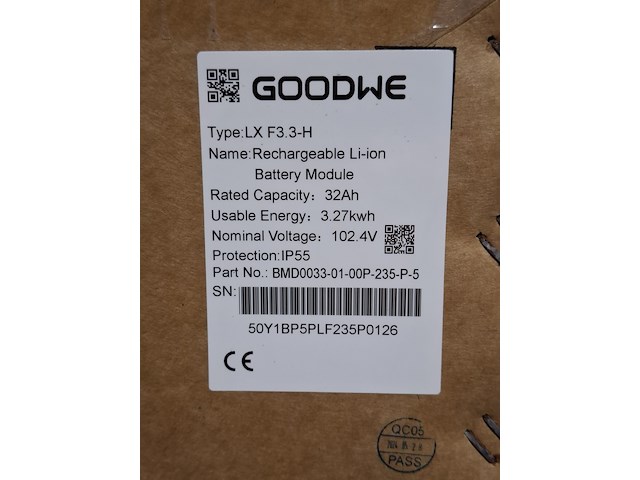 GOODWE
Type:LX F3.3-H
Name:Rechargeable Li-ion
Battery Module
Rated Capacity: 32Ah
Usable Energy: 3.27kwh
Nominal Voltage: 102.4V
Protection:IP55
Part No.: BMD0033-01-00P-235-P-5
SN:
50Y1BP5PLF235P0126
CE
QC05
PASS